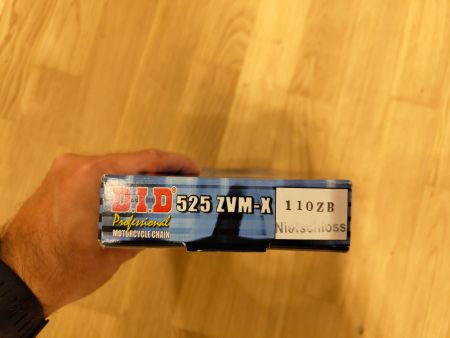 D.I.D®
Professional
MOTORCYCLE CHAIN
525 ZVM-X
110ZB
Nietschloss